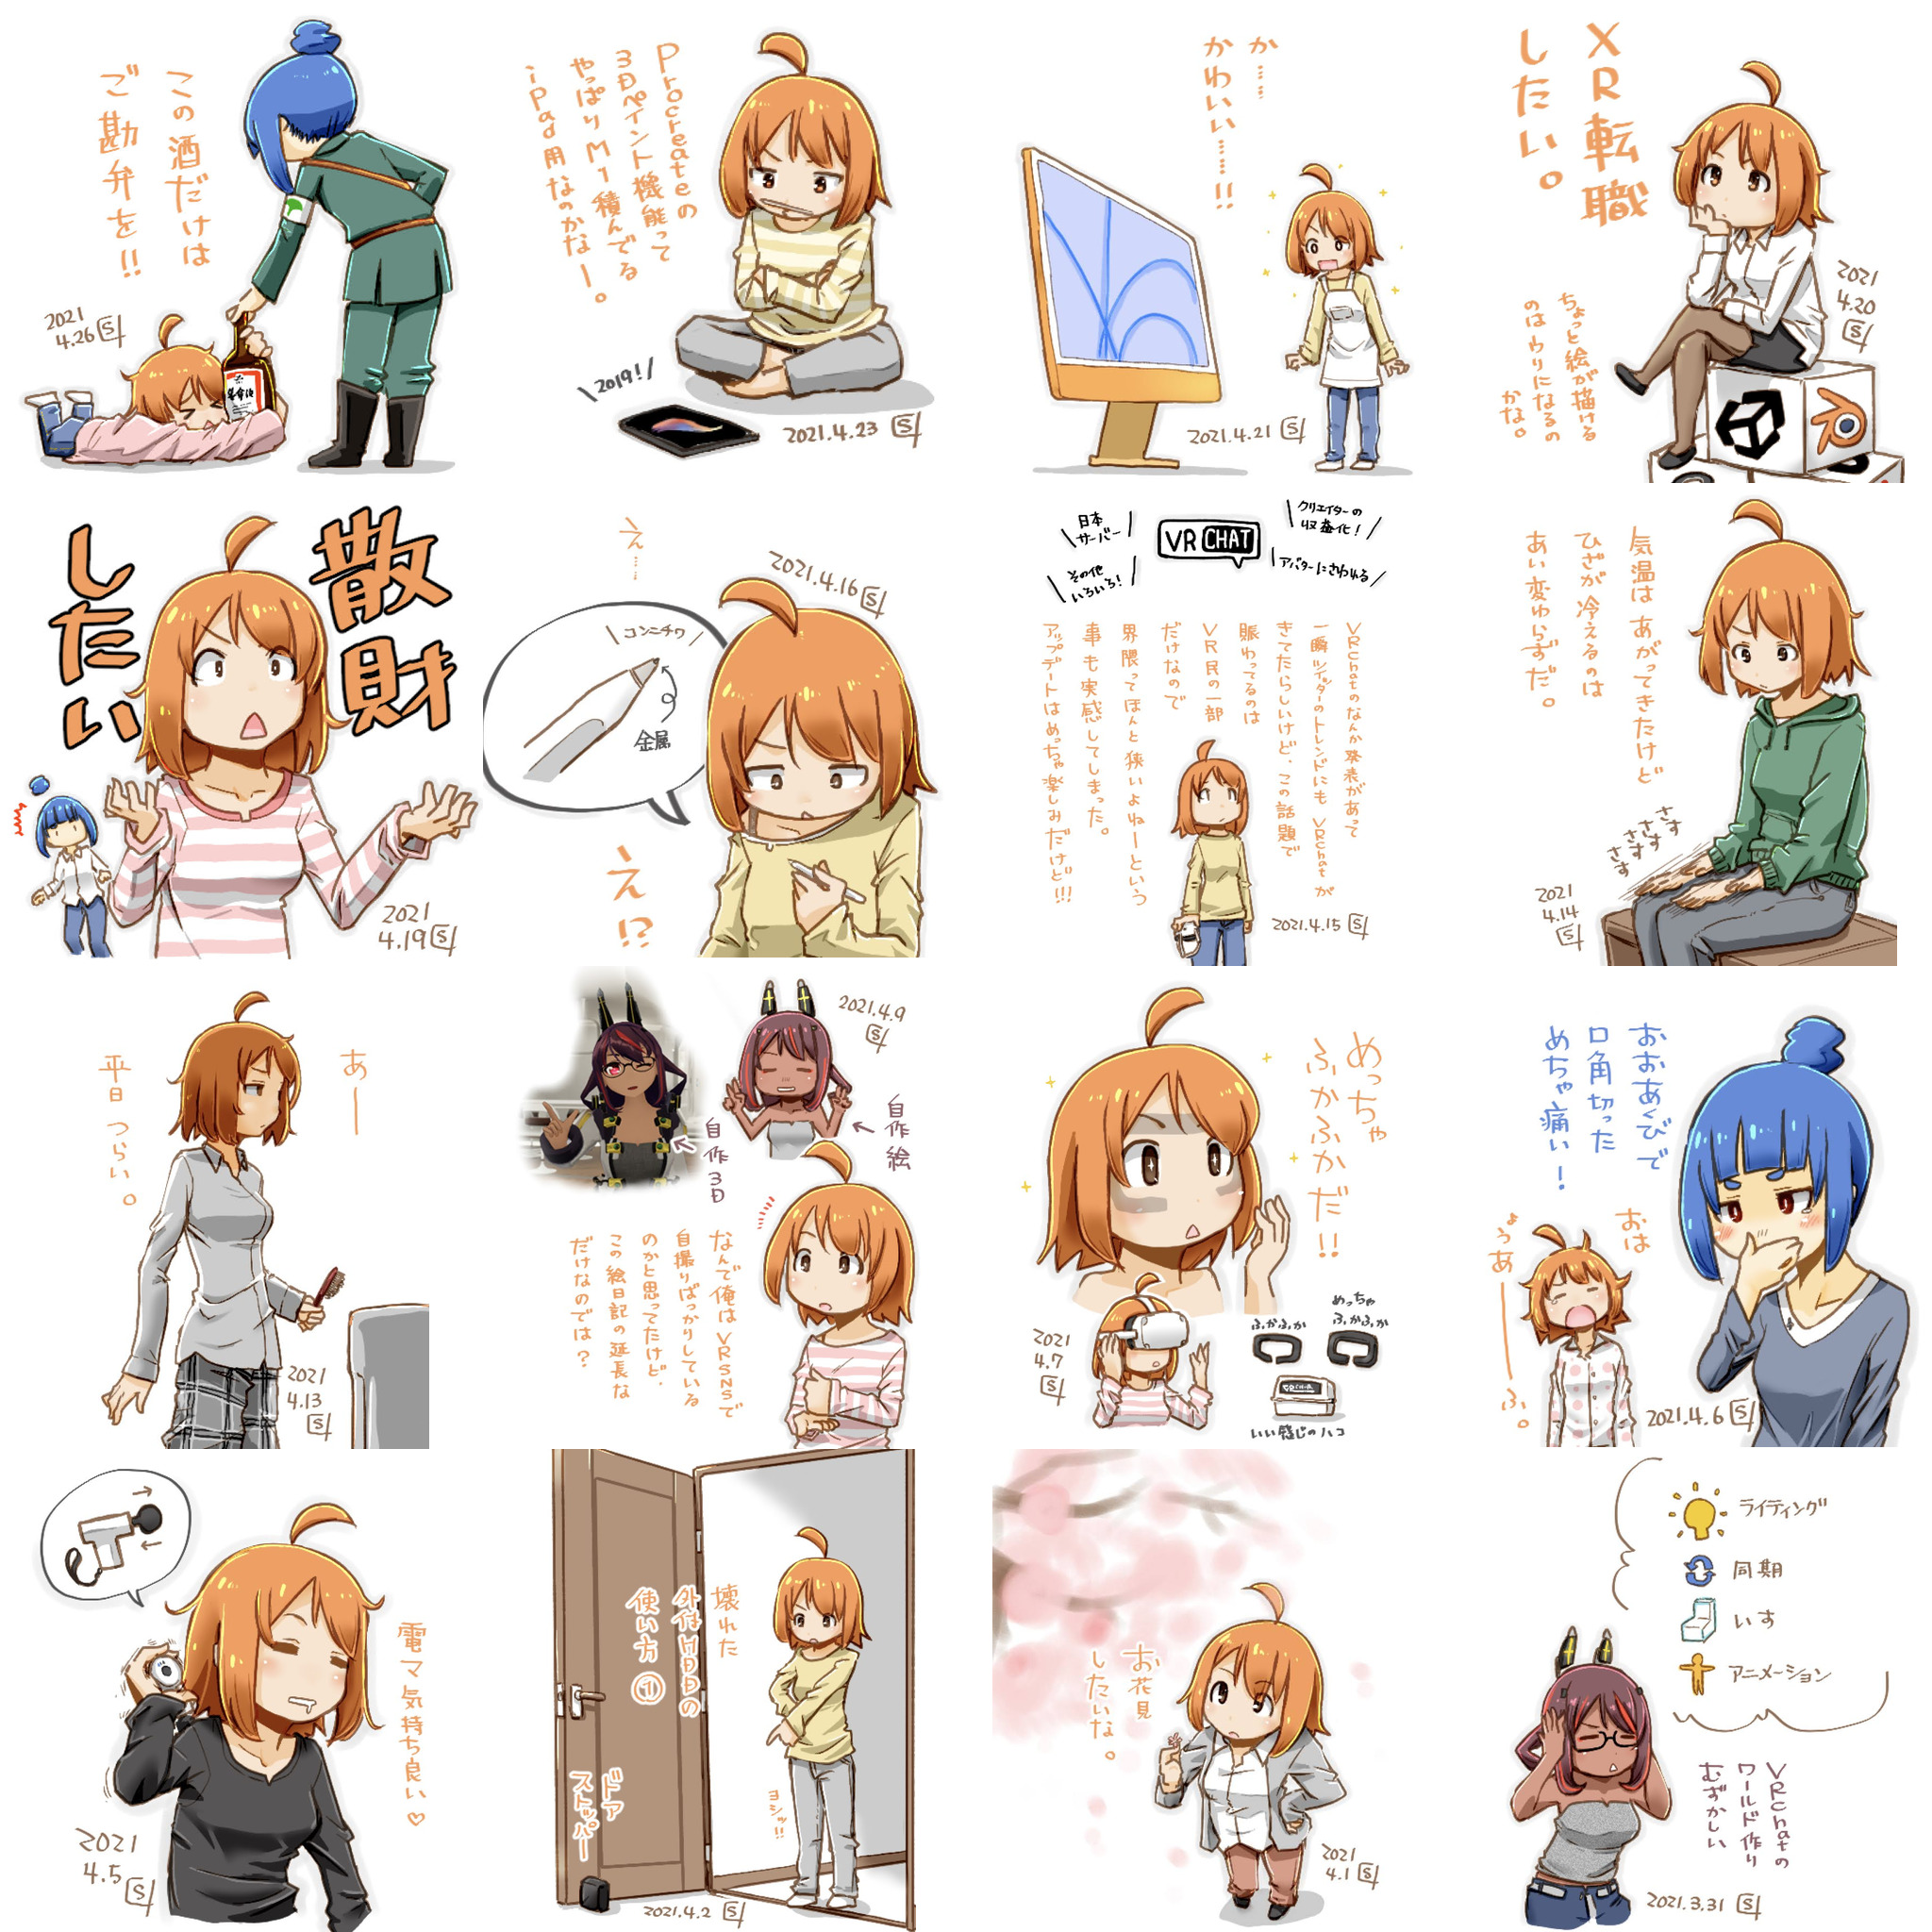 この酒だけは
ご勘弁を!!
2021
4.26
Procreateの
3Dペイント機能って
やっぱりM1積んでる
iPad用なのかなー。
\2019!/
2021.4.23
か……
かわいい……!!
2021.4.21
XR転職
したい。
ちょっと絵が描ける
のはウリになるの
かな。
2021
4.20
散財
したい
2021
4.19
え……
コンニチワ
金属
え!?
2021.4.16
日本
サーバー
VRCHAT
クリエイターの
収益化!
その他
いろいろ!
アバターにさわれる
VRChatのなんか発表があって
一瞬ツイッターのトレンドにもVRChatが
きてたらしいけど、この話題で
賑わってるのは
VR民の一部
だけなので
界隈ってほんと狭いよねーという
事も実感してしまった。
アップデートはめっちゃ楽しみだけど!!!
2021.4.15
気温はあがってきたけど
ひざが冷えるのは
あい変わらずだ。
さす
さす
さす
さす
2021
4.14
あー
平日つらい。
2021
4.13
2021.4.9
自作3D
自作絵
なんで俺はVRSNSで
自撮りばっかりしている
のかと思ってたけど、
この絵日記の延長な
だけなのでは?
めっちゃ
ふかふかだ!!
2021
4.7
ふかふか
めっちゃ
ふかふか
いい感じのハコ
おおあくびで
口角切った
めちゃ痛い!
おは
ょうあーーふ。
2021.4.6
電マ気持ち良い♡
2021
4.5
壊れた
外付HDDの
使い方①
ドア
ストッパー
ヨシッ!!
2021.4.2
お花見
したいな。
2021
4.1
ライティング
同期
いす
アニメーション
VRChatの
ワールド作り
むずかしい
2021.3.31